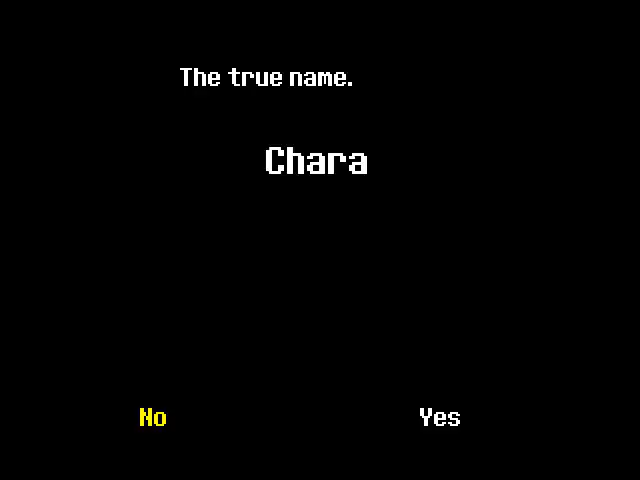 The true name.
Chara
No Yes